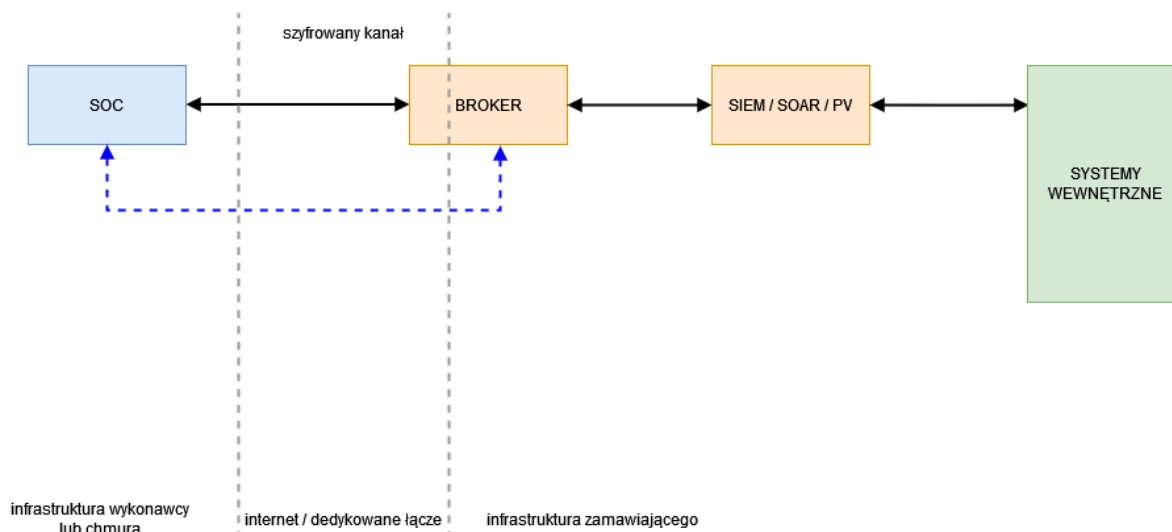 szyfrowany kanał
SOC
BROKER
SIEM / SOAR / PV
SYSTEMY
WEWNĘTRZNE
infrastruktura wykonawcy
lub chmura
internet / dedykowane łącze
infrastruktura zamawiającego